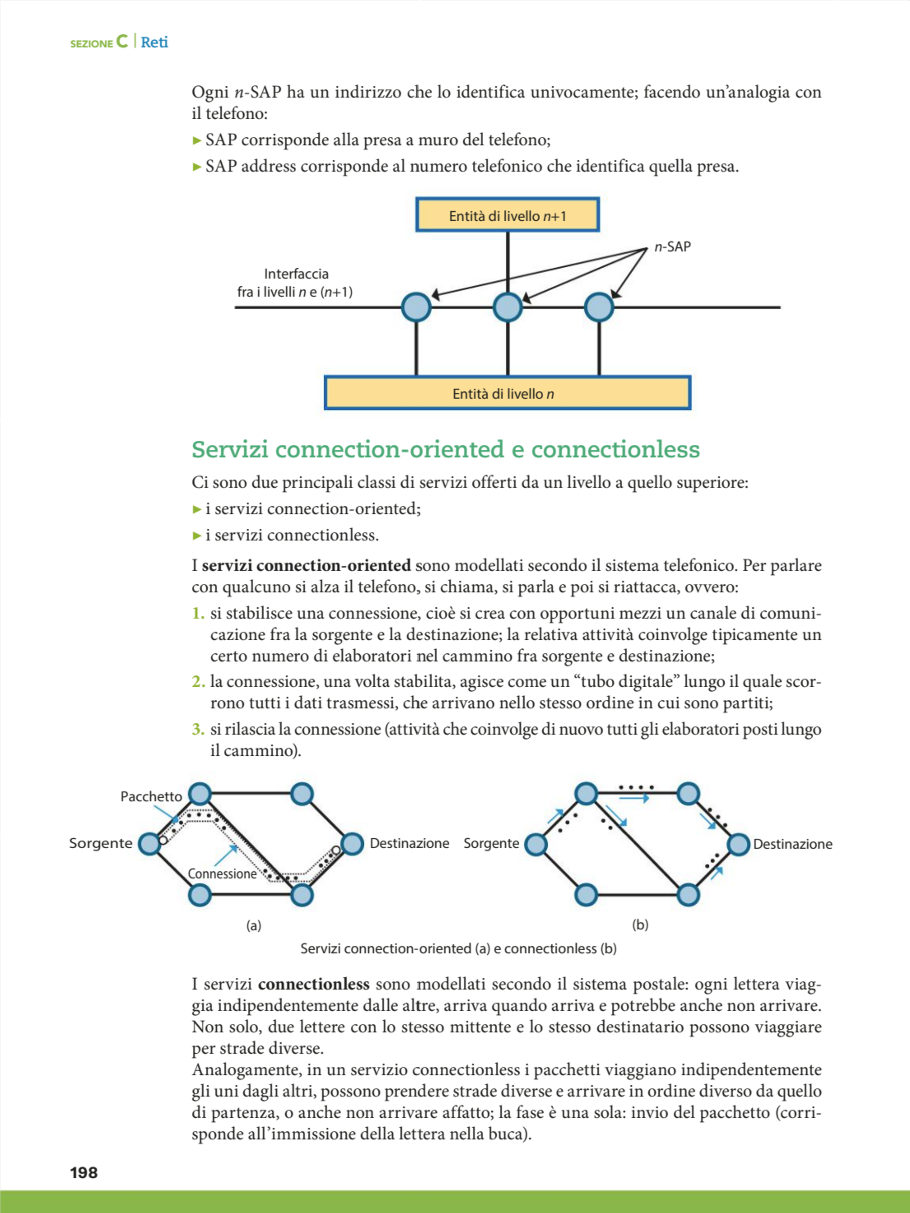 SEZIONE C | Reti
Ogni n-SAP ha un indirizzo che lo identifica univocamente; facendo un'analogia con
il telefono:
▶ SAP corrisponde alla presa a muro del telefono;
▶ SAP address corrisponde al numero telefonico che identifica quella presa.
Entità di livello n+1
n-SAP
Interfaccia
fra i livelli n e (n+1)
Entità di livello n
Servizi connection-oriented e connectionless
Ci sono due principali classi di servizi offerti da un livello a quello superiore:
▶ i servizi connection-oriented;
▶ i servizi connectionless.
I servizi connection-oriented sono modellati secondo il sistema telefonico. Per parlare
con qualcuno si alza il telefono, si chiama, si parla e poi si riattacca, ovvero:
1. si stabilisce una connessione, cioè si crea con opportuni mezzi un canale di comuni-
cazione fra la sorgente e la destinazione; la relativa attività coinvolge tipicamente un
certo numero di elaboratori nel cammino fra sorgente e destinazione;
2. la connessione, una volta stabilita, agisce come un “tubo digitale” lungo il quale scor-
rono tutti i dati trasmessi, che arrivano nello stesso ordine in cui sono partiti;
3. si rilascia la connessione (attività che coinvolge di nuovo tutti gli elaboratori posti lungo
il cammino).
Pacchetto
Sorgente
Connessione
Destinazione
(a)
Sorgente
Destinazione
(b)
Servizi connection-oriented (a) e connectionless (b)
I servizi connectionless sono modellati secondo il sistema postale: ogni lettera viag-
gia indipendentemente dalle altre, arriva quando arriva e potrebbe anche non arrivare.
Non solo, due lettere con lo stesso mittente e lo stesso destinatario possono viaggiare
per strade diverse.
Analogamente, in un servizio connectionless i pacchetti viaggiano indipendentemente
gli uni dagli altri, possono prendere strade diverse e arrivare in ordine diverso da quello
di partenza, o anche non arrivare affatto; la fase è una sola: invio del pacchetto (corri-
sponde all'immissione della lettera nella buca).
198